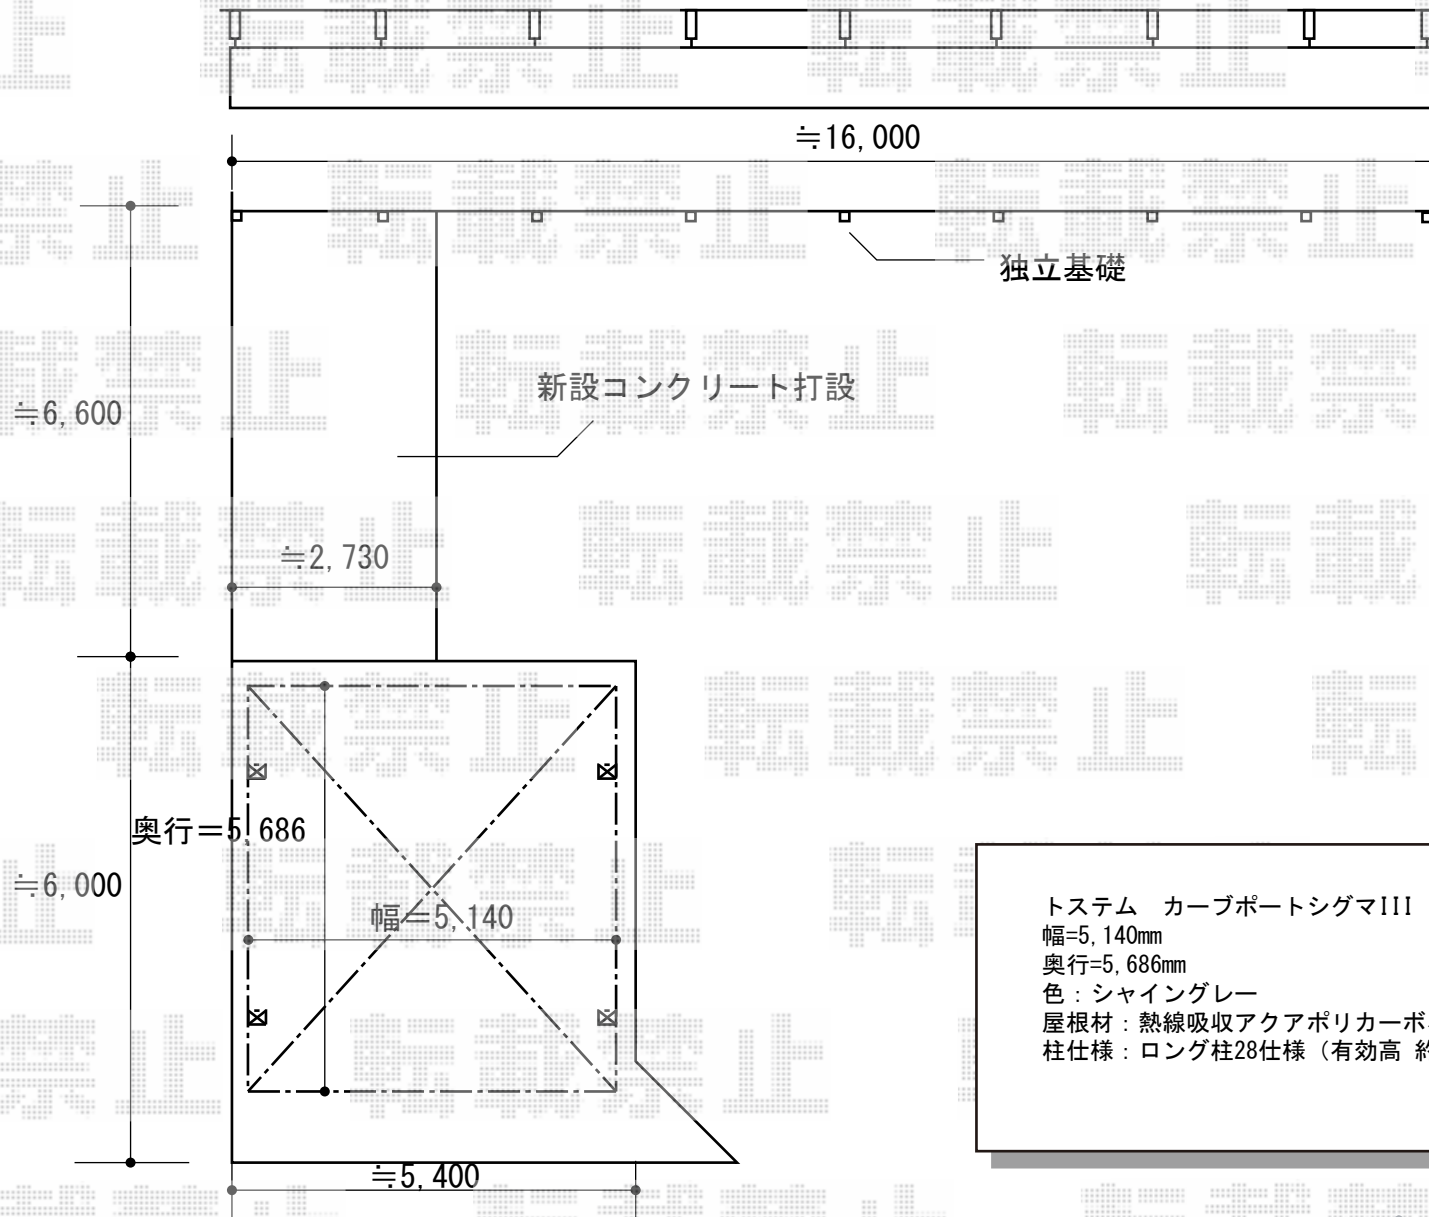 ≒16,000
独立基礎
新設コンクリート打設
≒6,600
≒2,730
奥行＝5,686
≒6,000
幅＝5,140
トステム　カーブポートシグマIII
幅=5,140mm
奥行=5,686mm
色：シャイングレー
屋根材：熱線吸収アクアポリカーボ
柱仕様：ロング柱28仕様（有効高 
≒5,400
転載禁止